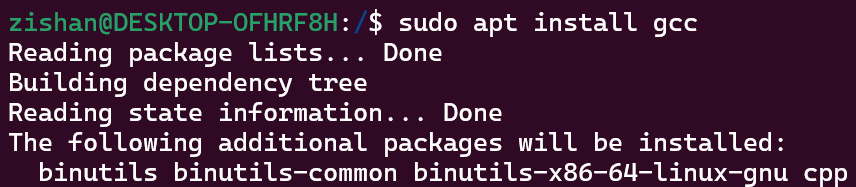 zishan@DESKTOP-OFHRF8H:/$ sudo apt install gcc
Reading package lists... Done
Building dependency tree
Reading state information... Done
The following additional packages will be installed:
  binutils binutils-common binutils-x86-64-linux-gnu cpp